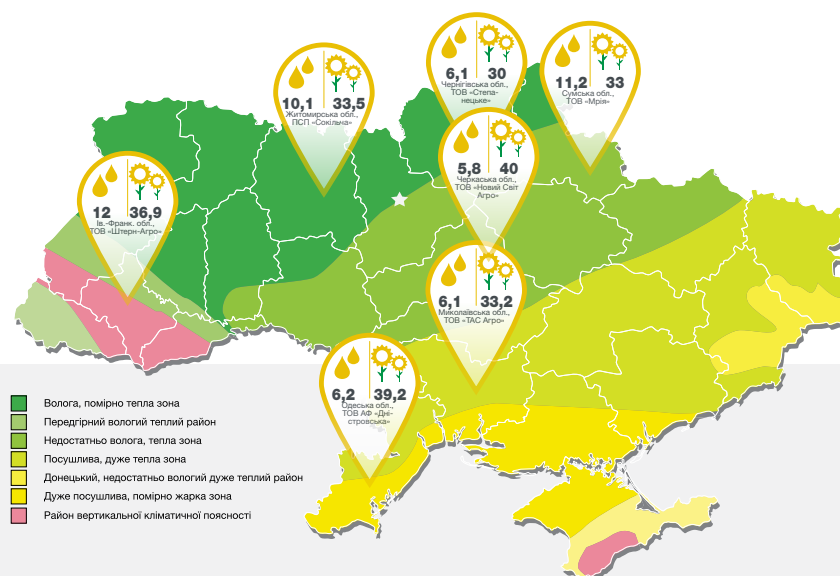 6,1 30
Чернігівська обл.,
ТОВ «Степа-
нецьке»
11,2 33
Сумська обл.,
ТОВ «Мрія»
10,1 33,5
Житомирська обл.,
ПСП «Сокільча»
5,8 40
Черкаська обл.,
ТОВ «Новий Світ
Агро»
12 36,9
Ів.-Франк. обл.,
ТОВ «Штерн-Агро»
6,1 33,2
Миколаївська обл.,
ТОВ «ТАС Агро»
6,2 39,2
Одеська обл.,
ТОВ АФ «Дні-
стровська»
Волога, помірно тепла зона
Передгірний вологий теплий район
Недостатньо волога, тепла зона
Посушлива, дуже тепла зона
Донецький, недостатньо вологий дуже теплий район
Дуже посушлива, помірно жарка зона
Район вертикальної кліматичної поясності